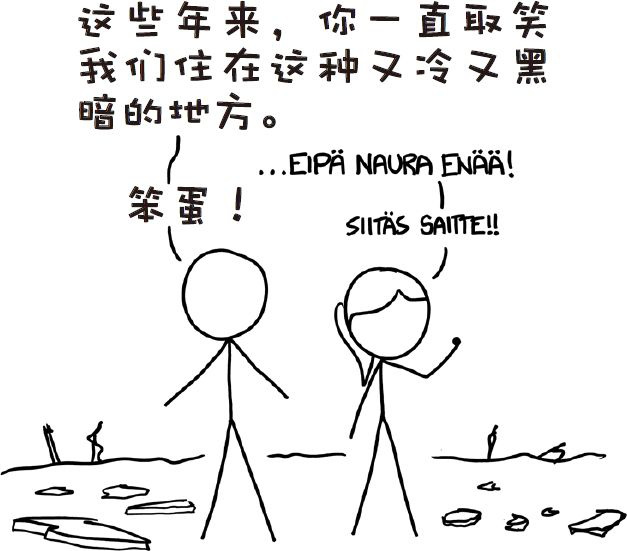 这些年来，你一直取笑
我们住在这种又冷又黑
暗的地方。
...EIPÄ NAURA ENÄÄ!
笨蛋！
SIITÄS SAITTE!!